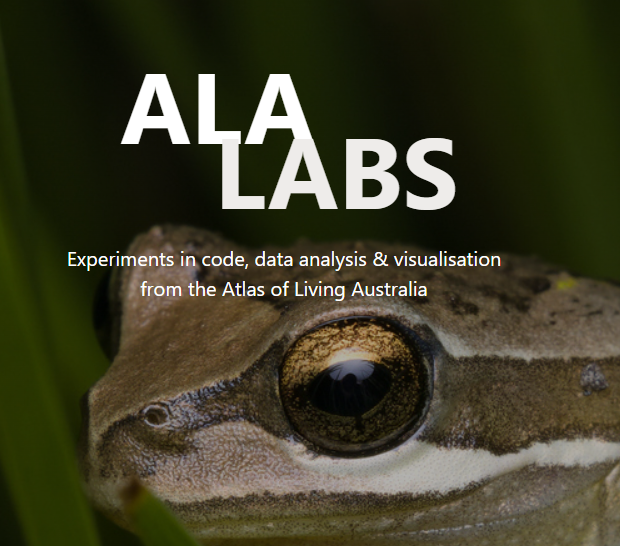 ALA
LABS
Experiments in code, data analysis & visualisation
from the Atlas of Living Australia